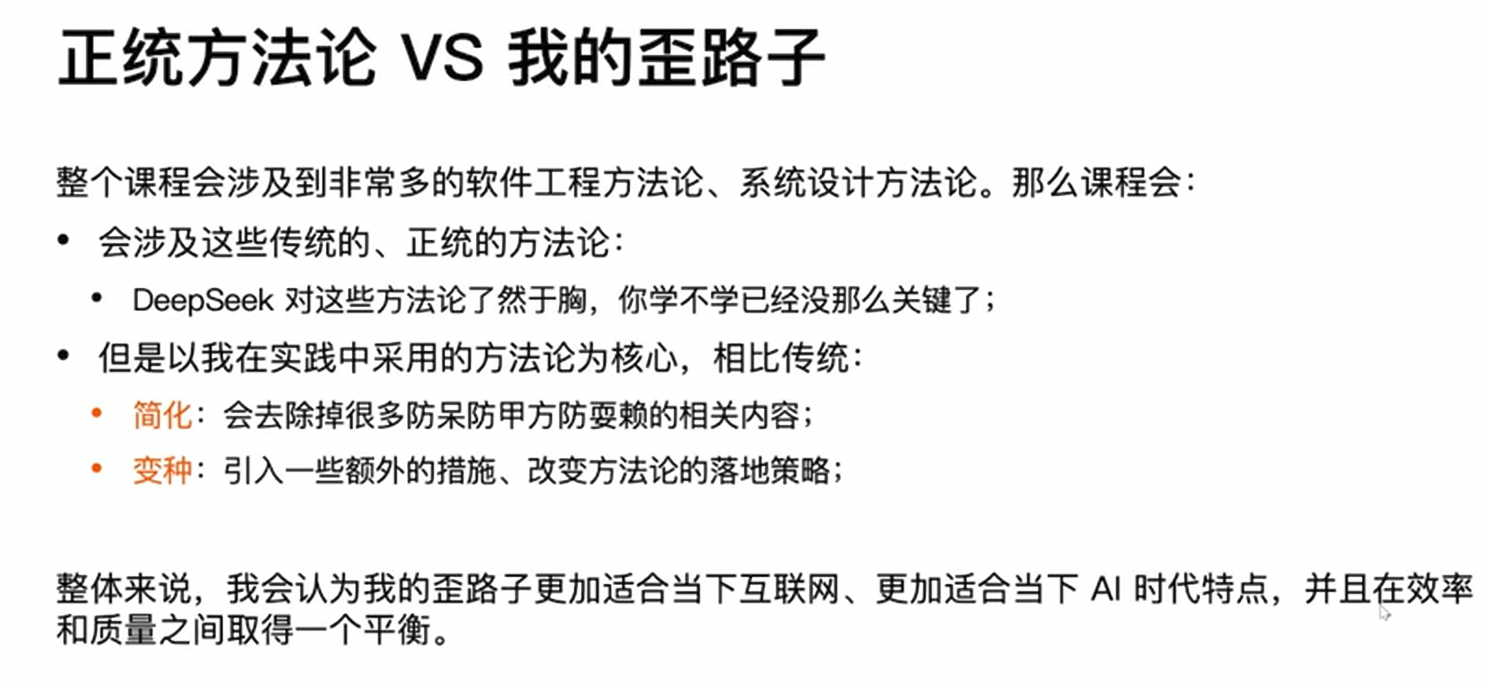 正统方法论 VS 我的歪路子
整个课程会涉及到非常多的软件工程方法论、系统设计方法论。那么课程会：
• 会涉及这些传统的、正统的方法论：
• DeepSeek 对这些方法论了然于胸，你学不学已经没那么关键了；
• 但是以我在实践中采用的方法论为核心，相比传统：
• 简化：会去除掉很多防呆防甲方防耍赖的相关内容；
• 变种：引入一些额外的措施、改变方法论的落地策略；
整体来说，我会认为我的歪路子更加适合当下互联网、更加适合当下 AI 时代特点，并且在效率
和质量之间取得一个平衡。